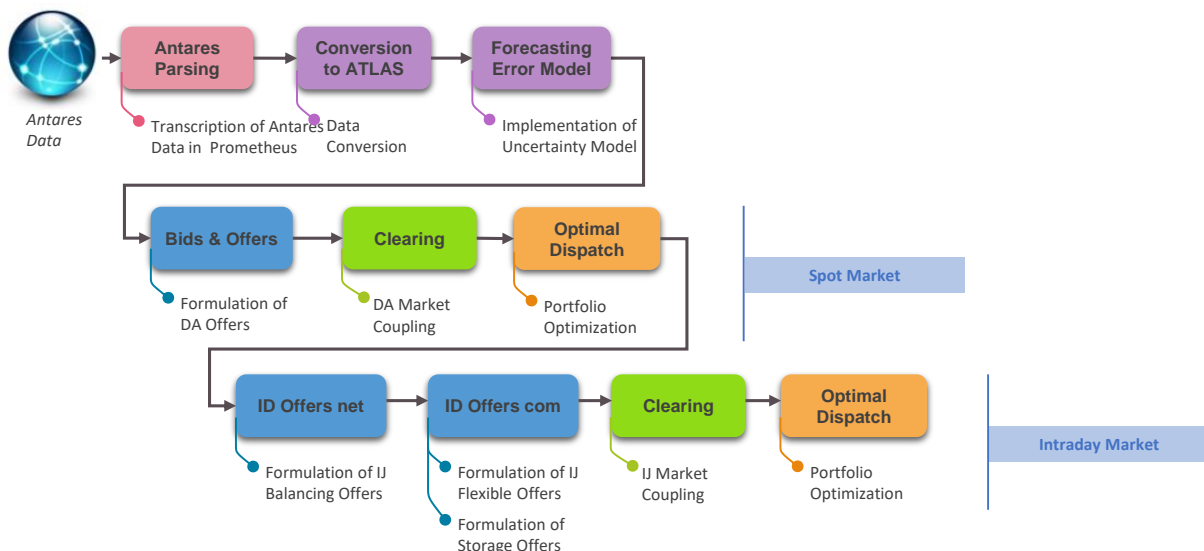 Antares
Parsing
Conversion
to ATLAS
Forecasting
Error Model
Antares
Data
Transcription of Antares
Data in Prometheus
Data
Conversion
Implementation of
Uncertainty Model
Bids & Offers
Clearing
Optimal
Dispatch
Spot Market
Formulation of
DA Offers
DA Market
Coupling
Portfolio
Optimization
ID Offers net
ID Offers com
Clearing
Optimal
Dispatch
Intraday Market
Formulation of IJ
Balancing Offers
Formulation of IJ
Flexible Offers
Formulation of
Storage Offers
IJ Market
Coupling
Portfolio
Optimization